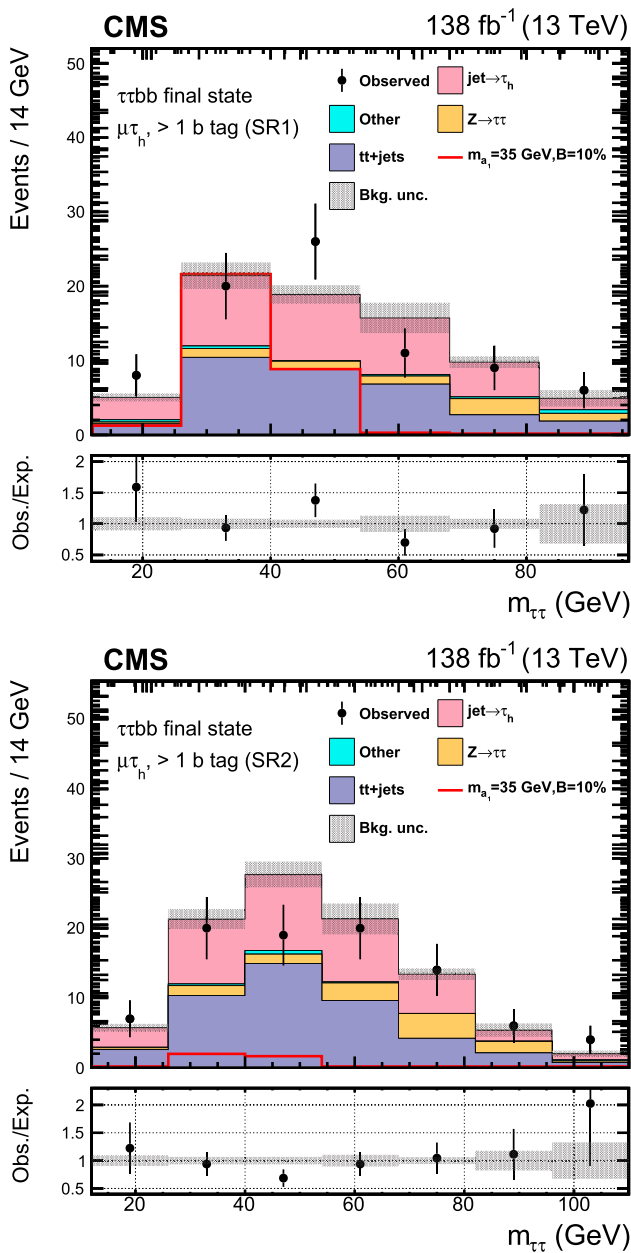 CMS 138 fb⁻¹ (13 TeV)
Events / 14 GeV
50
40
30
20
10
0
ττbb final state
μτₕ, > 1 b tag (SR1)
Observed
jet→τₕ
Other
Z→ττ
tt+jets
mₐ₁=35 GeV,B=10%
Bkg. unc.
Obs./Exp.
2
1.5
1
0.5
20 40 60 80
m_ττ (GeV)
CMS 138 fb⁻¹ (13 TeV)
Events / 14 GeV
50
40
30
20
10
0
ττbb final state
μτₕ, > 1 b tag (SR2)
Observed
jet→τₕ
Other
Z→ττ
tt+jets
mₐ₁=35 GeV,B=10%
Bkg. unc.
Obs./Exp.
2
1.5
1
0.5
20 40 60 80 100
m_ττ (GeV)